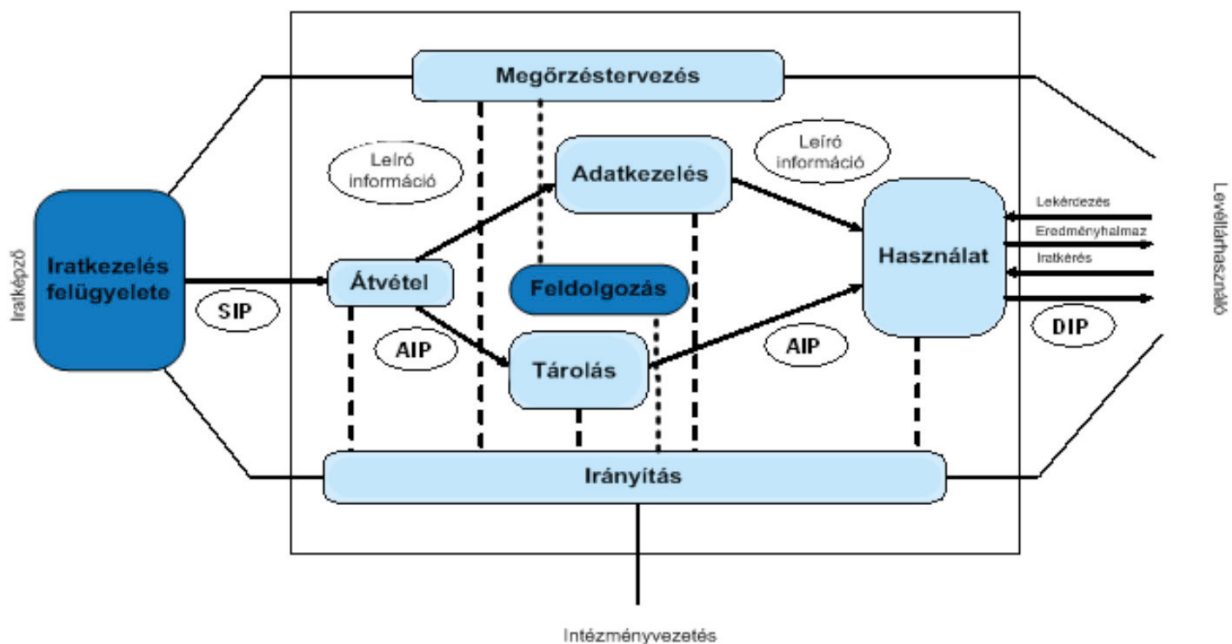 Megőrzéstervezés
Leíró
információ
Adatkezelés
Leíró
információ
Iratképző
Iratkezelés
felügyelete
SIP
Átvétel
AIP
Feldolgozás
Tárolás
AIP
Használat
Lekérdezés
Eredményhalmaz
Iratkérés
DIP
Levéltárhasználó
Irányítás
Intézményvezetés